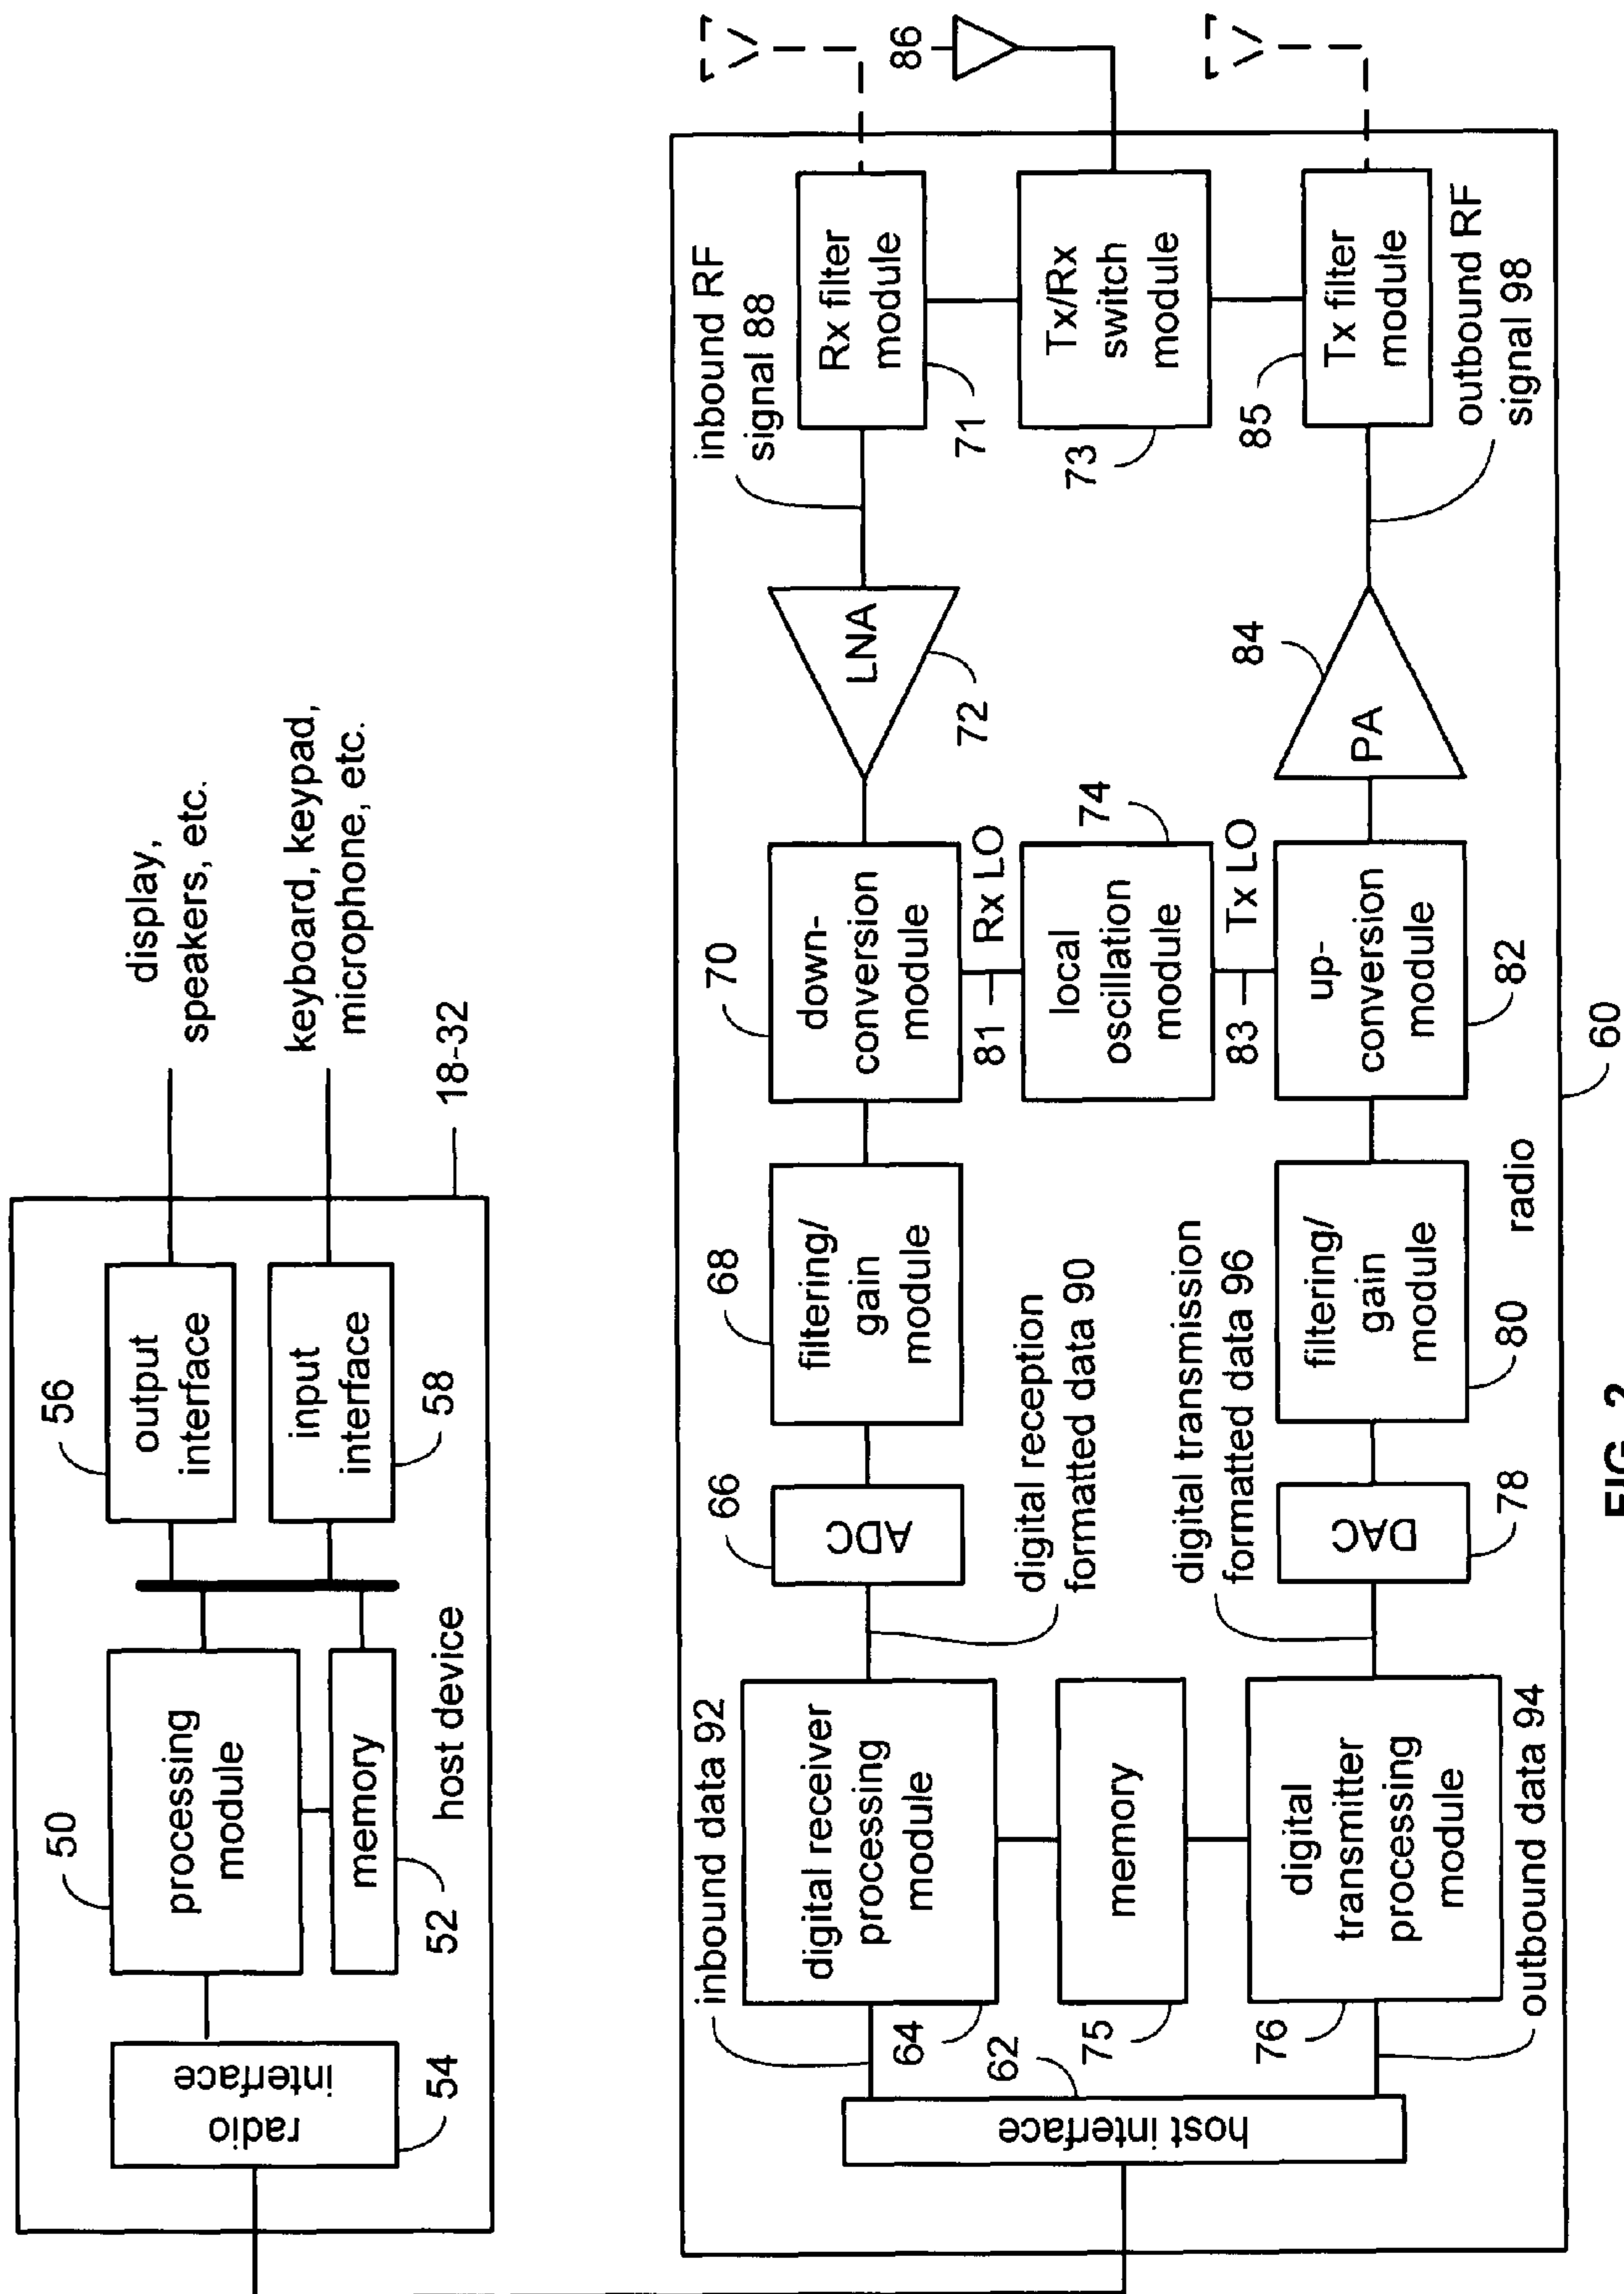 display,
speakers, etc.
keyboard, keypad,
microphone, etc.
18-32
56
output
interface
input
interface
58
50
processing
module
memory
52
host device
radio
interface
54
86
inbound RF
signal 88
Rx filter
module
71
Tx/Rx
switch
module
73
Tx filter
module
85
outbound RF
signal 98
LNA
72
84
PA
70
down-
conversion
module
81
Rx LO
74
local
oscillation
module
83
Tx LO
up-
conversion
module
82
68
filtering/
gain
module
filtering/
gain
module
80
radio
60
66
ADC
digital reception
formatted data 90
digital transmission
formatted data 96
DAC
78
inbound data 92
digital receiver
processing
module
64
memory
75
digital
transmitter
processing
module
76
outbound data 94
62
host interface
FIG. 2